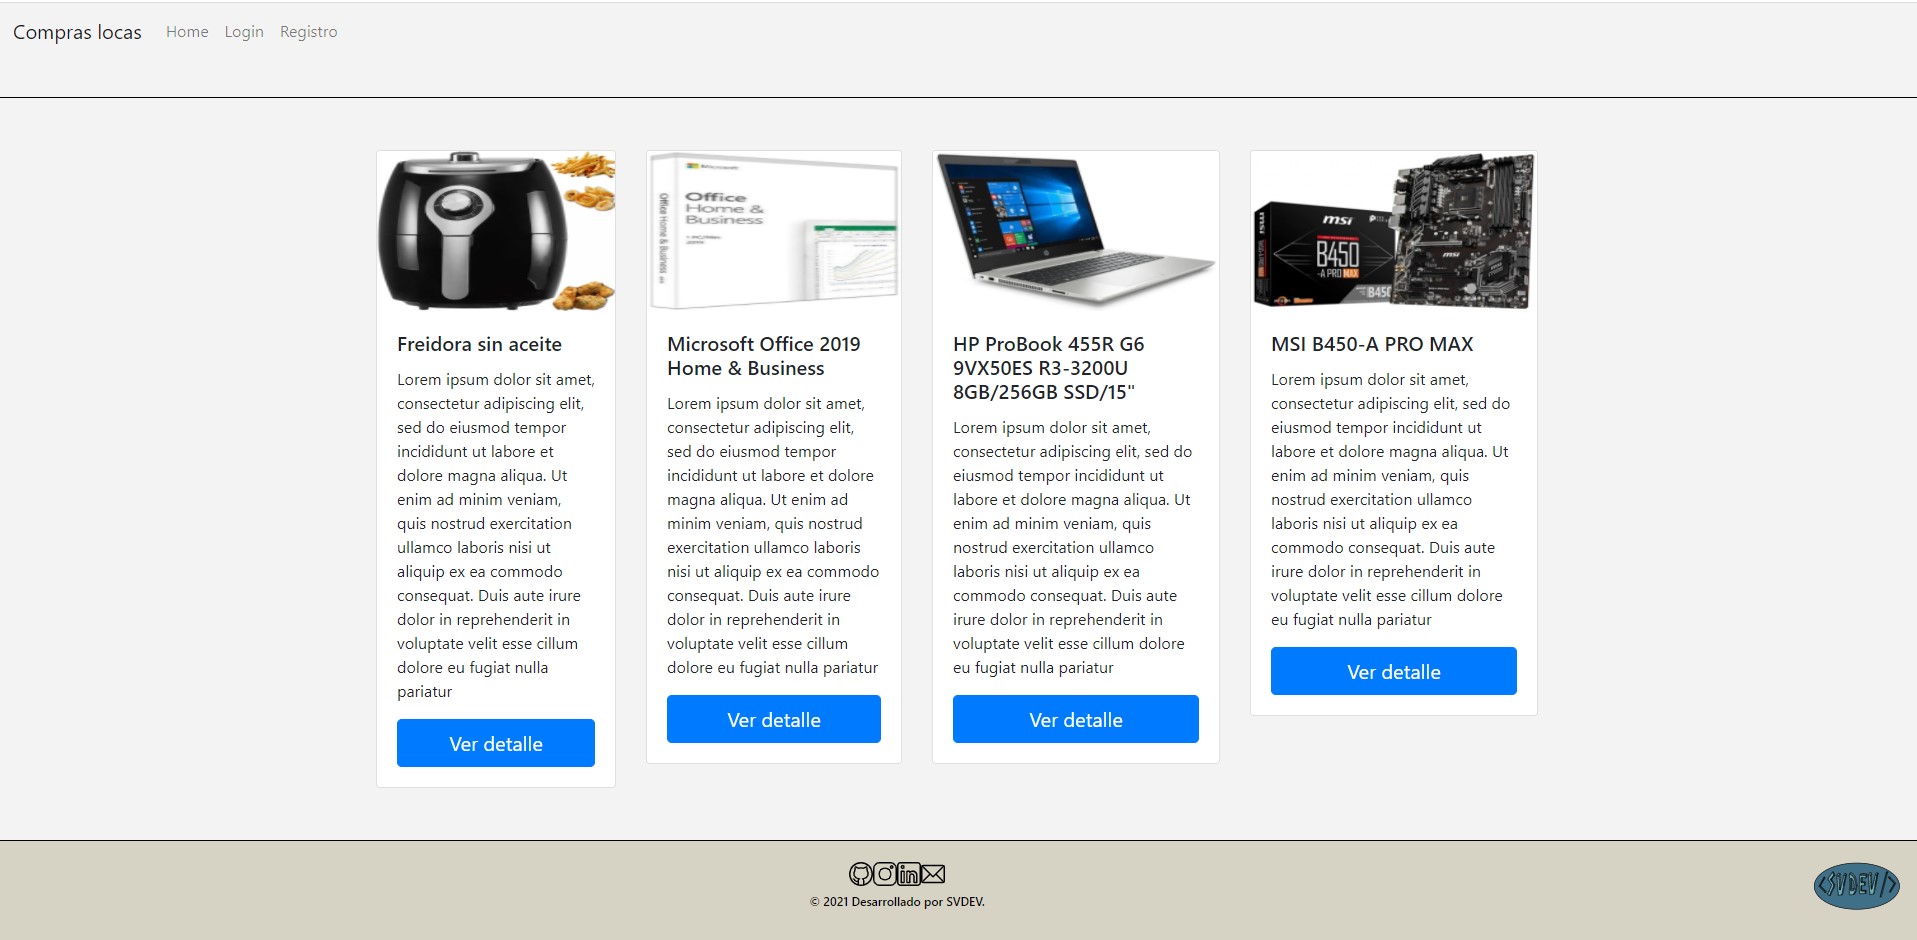 Compras locas Home Login Registro
Microsoft
Office
Home &
Business
Office Home & Business
msi
B450
-A PRO MAX
msi
B450
msi
Freidora sin aceite
Lorem ipsum dolor sit amet,
consectetur adipiscing elit,
sed do eiusmod tempor
incididunt ut labore et
dolore magna aliqua. Ut
enim ad minim veniam,
quis nostrud exercitation
ullamco laboris nisi ut
aliquip ex ea commodo
consequat. Duis aute irure
dolor in reprehenderit in
voluptate velit esse cillum
dolore eu fugiat nulla
pariatur
Ver detalle
Microsoft Office 2019
Home & Business
Lorem ipsum dolor sit amet,
consectetur adipiscing elit,
sed do eiusmod tempor
incididunt ut labore et dolore
magna aliqua. Ut enim ad
minim veniam, quis nostrud
exercitation ullamco laboris
nisi ut aliquip ex ea commodo
consequat. Duis aute irure
dolor in reprehenderit in
voluptate velit esse cillum
dolore eu fugiat nulla pariatur
Ver detalle
HP ProBook 455R G6
9VX50ES R3-3200U
8GB/256GB SSD/15"
Lorem ipsum dolor sit amet,
consectetur adipiscing elit, sed do
eiusmod tempor incididunt ut
labore et dolore magna aliqua. Ut
enim ad minim veniam, quis
nostrud exercitation ullamco
laboris nisi ut aliquip ex ea
commodo consequat. Duis aute
irure dolor in reprehenderit in
voluptate velit esse cillum dolore
eu fugiat nulla pariatur
Ver detalle
MSI B450-A PRO MAX
Lorem ipsum dolor sit amet,
consectetur adipiscing elit, sed do
eiusmod tempor incididunt ut
labore et dolore magna aliqua. Ut
enim ad minim veniam, quis
nostrud exercitation ullamco
laboris nisi ut aliquip ex ea
commodo consequat. Duis aute
irure dolor in reprehenderit in
voluptate velit esse cillum dolore
eu fugiat nulla pariatur
Ver detalle
in
© 2021 Desarrollado por SVDEV.
<SVDEV/>